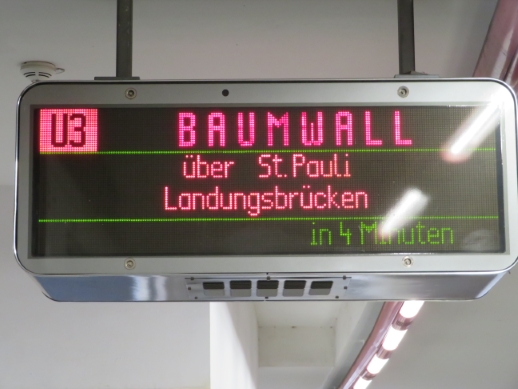 U3 BAUMWALL
über St.Pauli
Landungsbrücken
in 4 Minuten